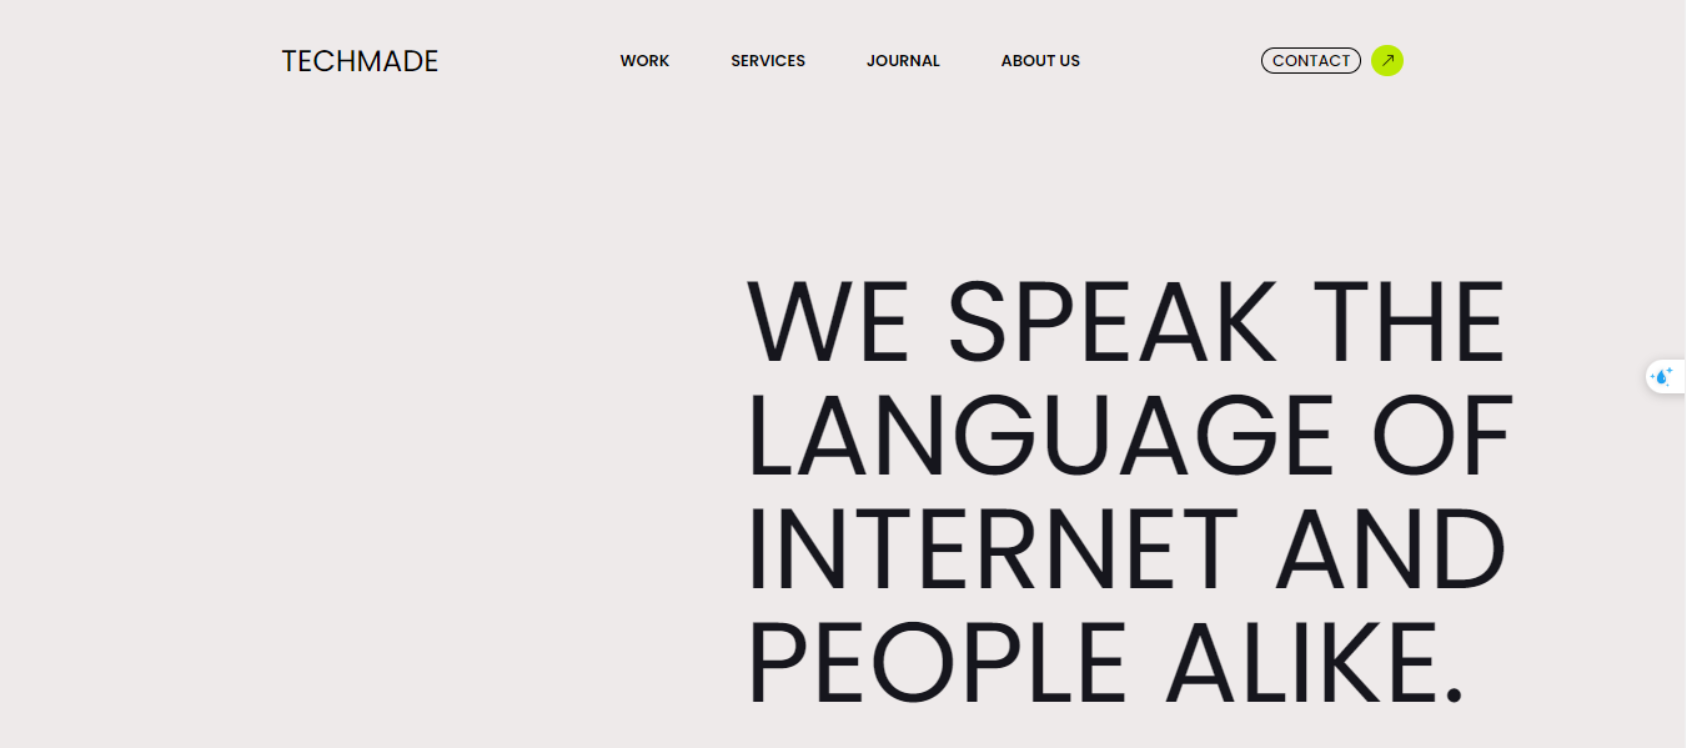 TECHMADE
WORK
SERVICES
JOURNAL
ABOUT US
CONTACT
WE SPEAK THE
LANGUAGE OF
INTERNET AND
PEOPLE ALIKE.